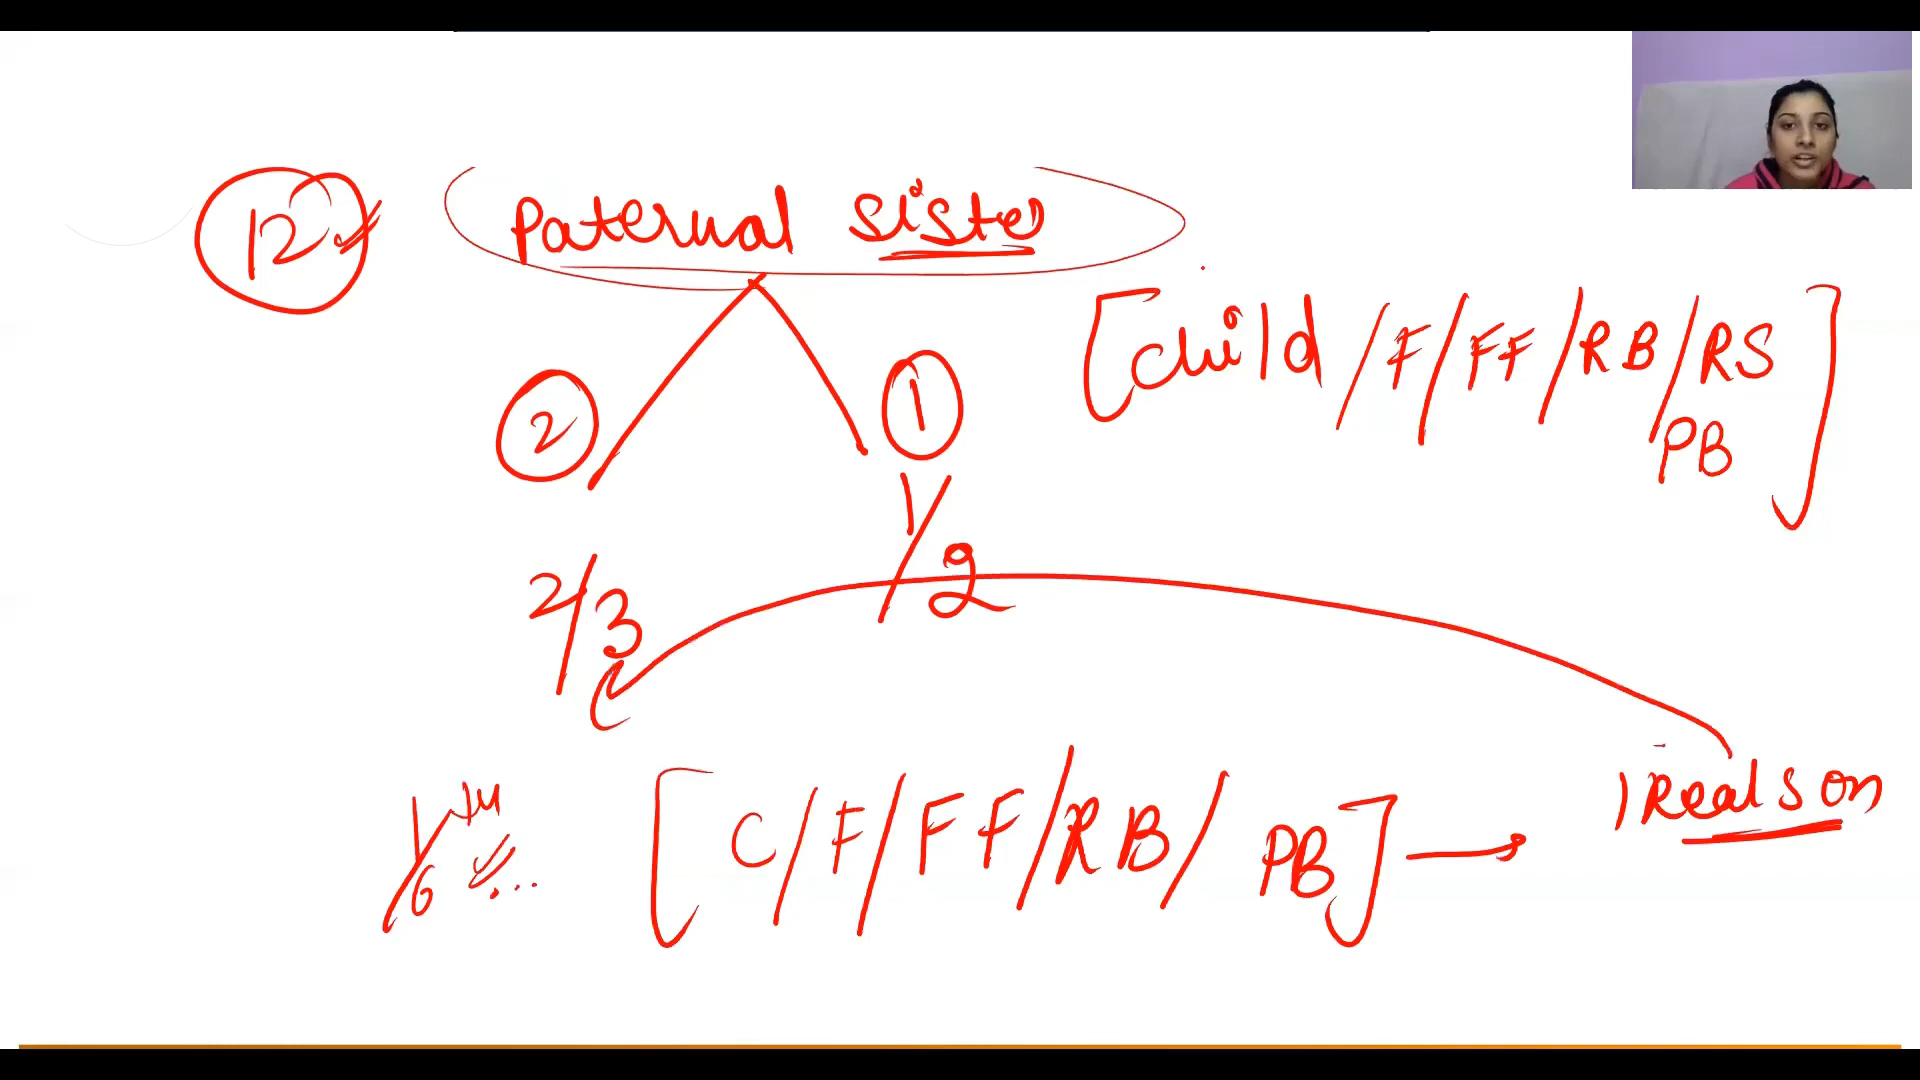 12
Paternal Sister
[Child / F / FF / RB / RS
PB]
2
1
1/2
2/3
1 Real Son
1/6
[C / F / FF / RB / PB] →